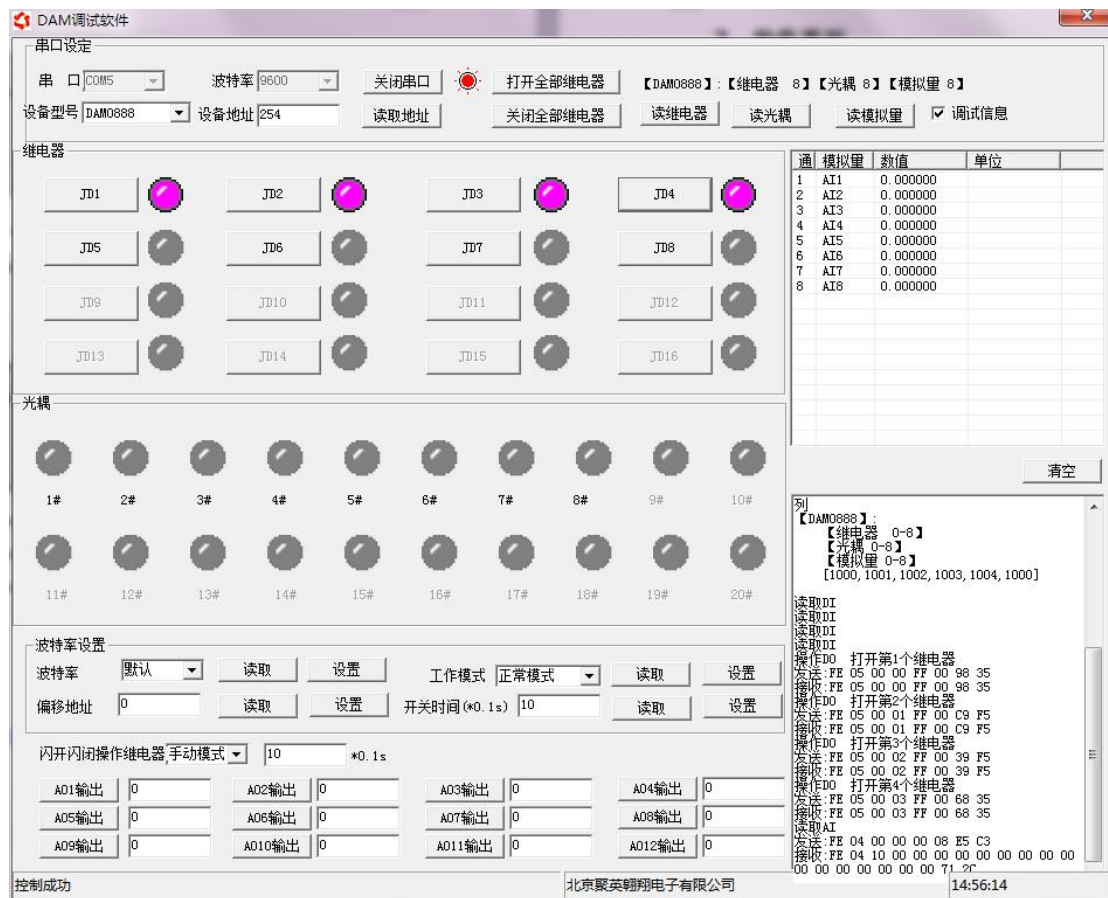 DAM调试软件
串口设定
串 口 COM5 波特率 9600 关闭串口 打开全部继电器 【DAM0888】:【继电器 8】【光耦 8】【模拟量 8】
设备型号 DAM0888 设备地址 254 读取地址 关闭全部继电器 读继电器 读光耦 读模拟量 调试信息
继电器
JD1 JD2 JD3 JD4
JD5 JD6 JD7 JD8
JD9 JD10 JD11 JD12
JD13 JD14 JD15 JD16
通 模拟量 数值 单位
1 AI1 0.000000
2 AI2 0.000000
3 AI3 0.000000
4 AI4 0.000000
5 AI5 0.000000
6 AI6 0.000000
7 AI7 0.000000
8 AI8 0.000000
光耦
1# 2# 3# 4# 5# 6# 7# 8# 9# 10#
11# 12# 13# 14# 15# 16# 17# 18# 19# 20#
清空
列
【DAM0888】:
【继电器 0-8】
【光耦 0-8】
【模拟量 0-8】
[1000,1001,1002,1003,1004,1000]
读取DI
读取DI
读取DI
读取DI
操作DO 打开第1个继电器
发送:FE 05 00 00 FF 00 98 35
接收:FE 05 00 00 FF 00 98 35
操作DO 打开第2个继电器
发送:FE 05 00 01 FF 00 C9 F5
接收:FE 05 00 01 FF 00 C9 F5
操作DO 打开第3个继电器
发送:FE 05 00 02 FF 00 39 F5
接收:FE 05 00 02 FF 00 39 F5
操作DO 打开第4个继电器
发送:FE 05 00 03 FF 00 68 35
接收:FE 05 00 03 FF 00 68 35
读取AI
发送:FE 04 00 00 00 08 E5 C3
接收:FE 04 10 00 00 00 00 00 00 00 00 00
00 00 00 00 00 00 00 71 2C
波特率设置
波特率 默认 读取 设置 工作模式 正常模式 读取 设置
偏移地址 0 读取 设置 开关时间(*0.1s) 10 读取 设置
闪开闪闭操作继电器 手动模式 10 *0.1s
AO1输出 0 AO2输出 0 AO3输出 0 AO4输出 0
AO5输出 0 AO6输出 0 AO7输出 0 AO8输出 0
AO9输出 0 AO10输出 0 AO11输出 0 AO12输出 0
控制成功 北京聚英翱翔电子有限公司 14:56:14